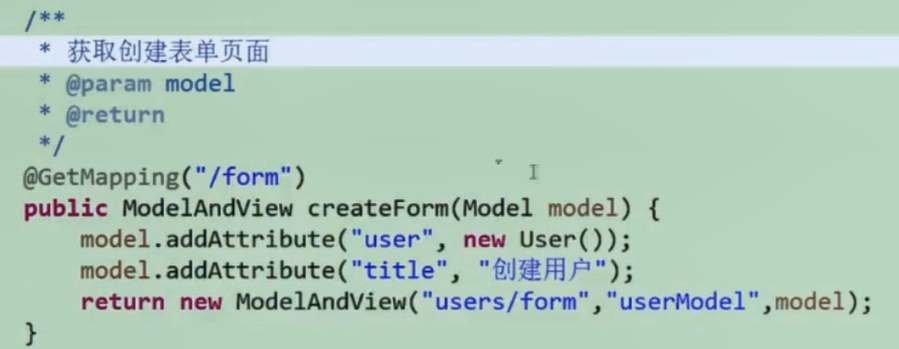 /**
 * 获取创建表单页面
 * @param model
 * @return
 */
@GetMapping("/form")
public ModelAndView createForm(Model model) {
    model.addAttribute("user", new User());
    model.addAttribute("title", "创建用户");
    return new ModelAndView("users/form","userModel",model);
}